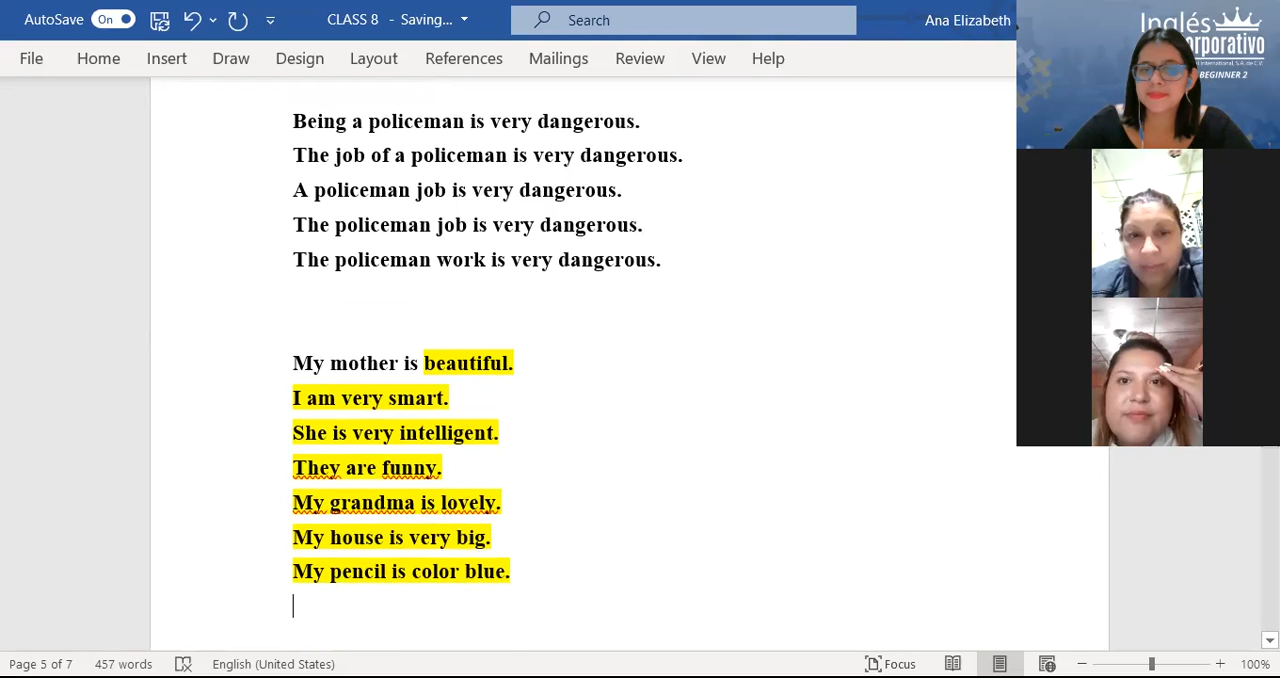 AutoSave On CLASS 8 - Saving... Search Ana Elizabeth
File Home Insert Draw Design Layout References Mailings Review View Help
Inglés
orporativo
International, S.A. de C.V.
BEGINNER 2
Being a policeman is very dangerous.
The job of a policeman is very dangerous.
A policeman job is very dangerous.
The policeman job is very dangerous.
The policeman work is very dangerous.
My mother is beautiful.
I am very smart.
She is very intelligent.
They are funny.
My grandma is lovely.
My house is very big.
My pencil is color blue.
Page 5 of 7 457 words English (United States) Focus 100%